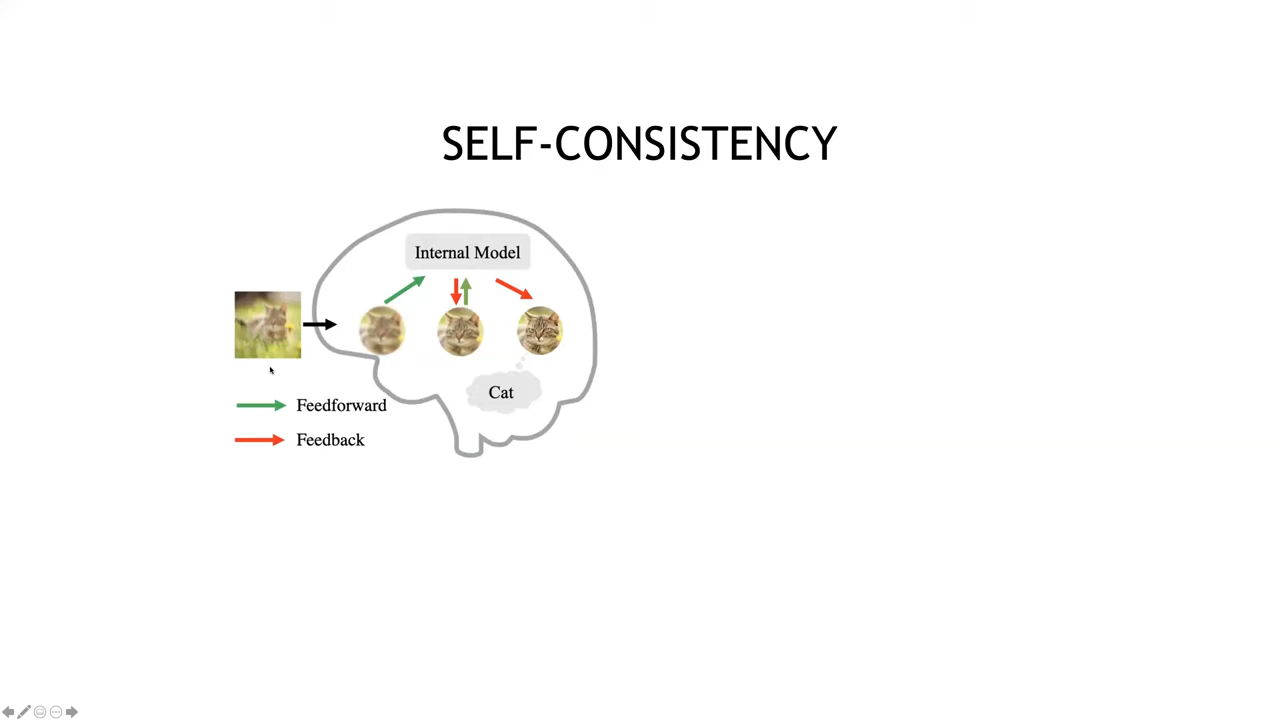 SELF-CONSISTENCY
Internal Model
Cat
Feedforward
Feedback